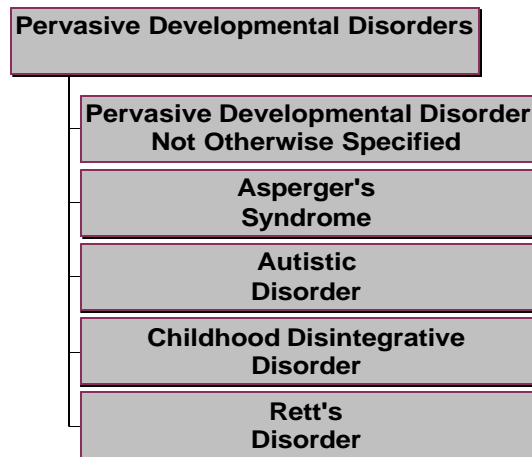 Pervasive Developmental Disorders
Pervasive Developmental Disorder
Not Otherwise Specified
Asperger's
Syndrome
Autistic
Disorder
Childhood Disintegrative
Disorder
Rett's
Disorder